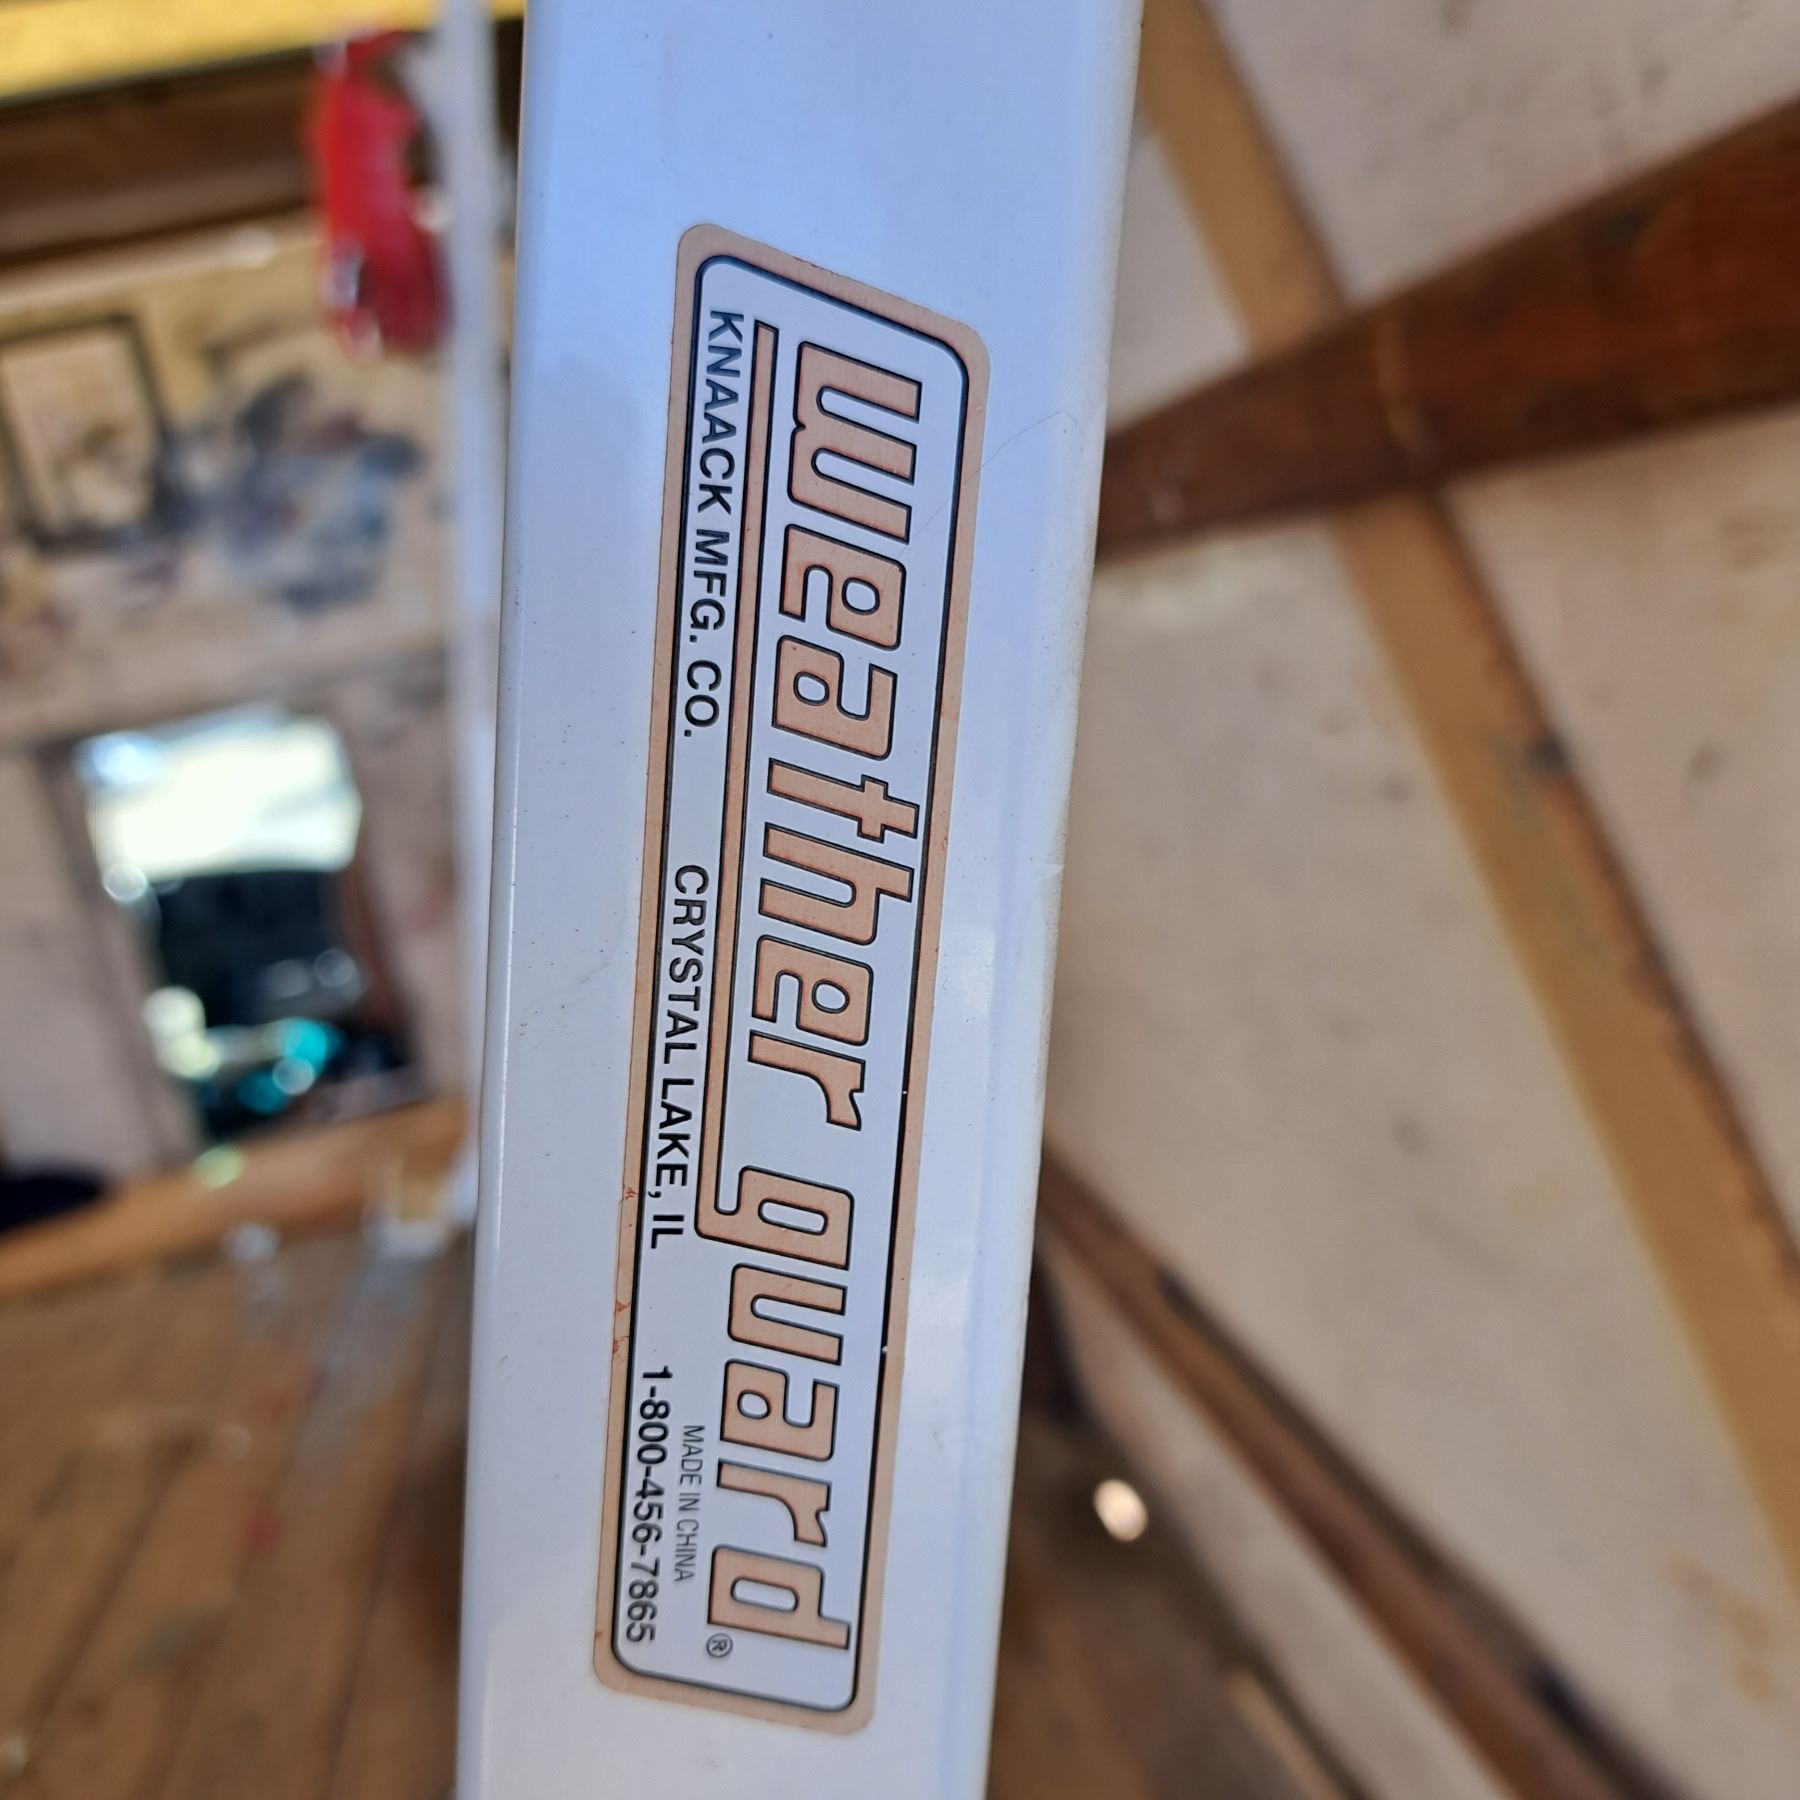 weather guard®
MADE IN CHINA
KNAACK MFG. CO. CRYSTAL LAKE, IL 1-800-456-7865